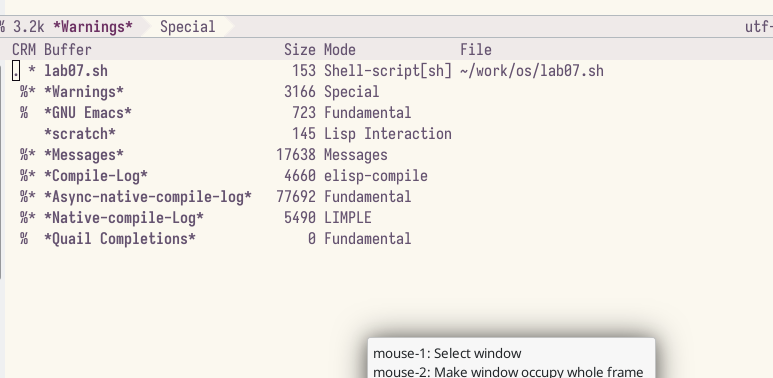 % 3.2k *Warnings* Special utf-
CRM Buffer Size Mode File
. * lab07.sh 153 Shell-script[sh] ~/work/os/lab07.sh
%* *Warnings* 3166 Special
% *GNU Emacs* 723 Fundamental
*scratch* 145 Lisp Interaction
%* *Messages* 17638 Messages
%* *Compile-Log* 4660 elisp-compile
%* *Async-native-compile-log* 77692 Fundamental
%* *Native-compile-Log* 5490 LIMPLE
% *Quail Completions* 0 Fundamental
mouse-1: Select window
mouse-2: Make window occupy whole frame